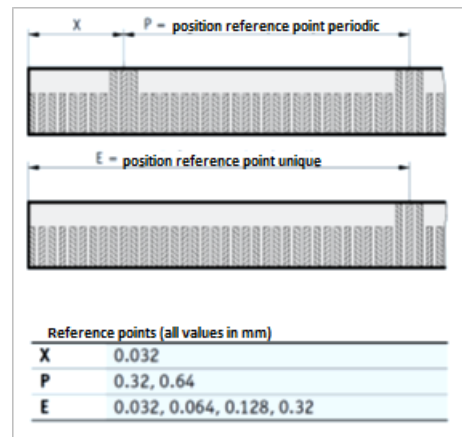 X P = position reference point periodic
E = position reference point unique
Reference points (all values in mm)
X 0.032
P 0.32, 0.64
E 0.032, 0.064, 0.128, 0.32